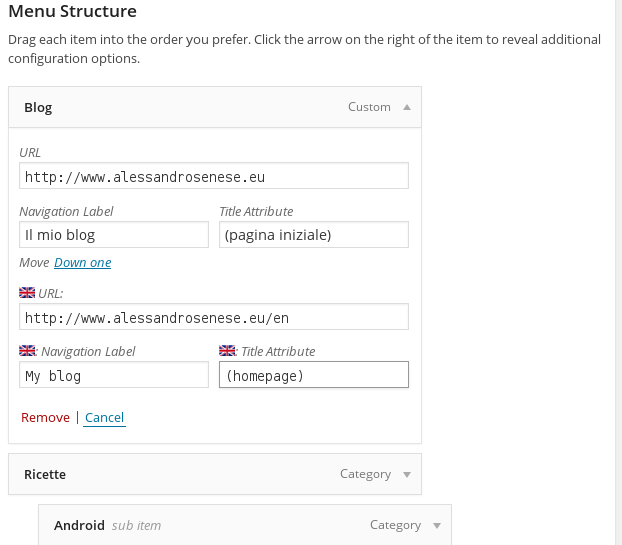 Menu Structure
Drag each item into the order you prefer. Click the arrow on the right of the item to reveal additional
configuration options.
Blog Custom
URL
http://www.alessandrosenese.eu
Navigation Label Title Attribute
Il mio blog (pagina iniziale)
Move Down one
URL:
http://www.alessandrosenese.eu/en
: Navigation Label : Title Attribute
My blog (homepage)
Remove | Cancel
Ricette Category
Android sub item Category